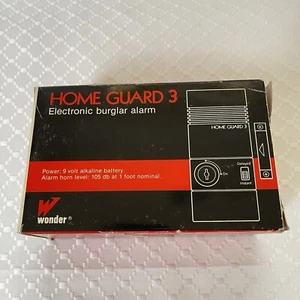 HOME GUARD 3
Electronic burglar alarm
HOME GUARD 3
Delayed
On
Instant
Power: 9 volt alkaline battery.
Alarm horn level: 105 db at 1 foot nominal.
W
wonder®